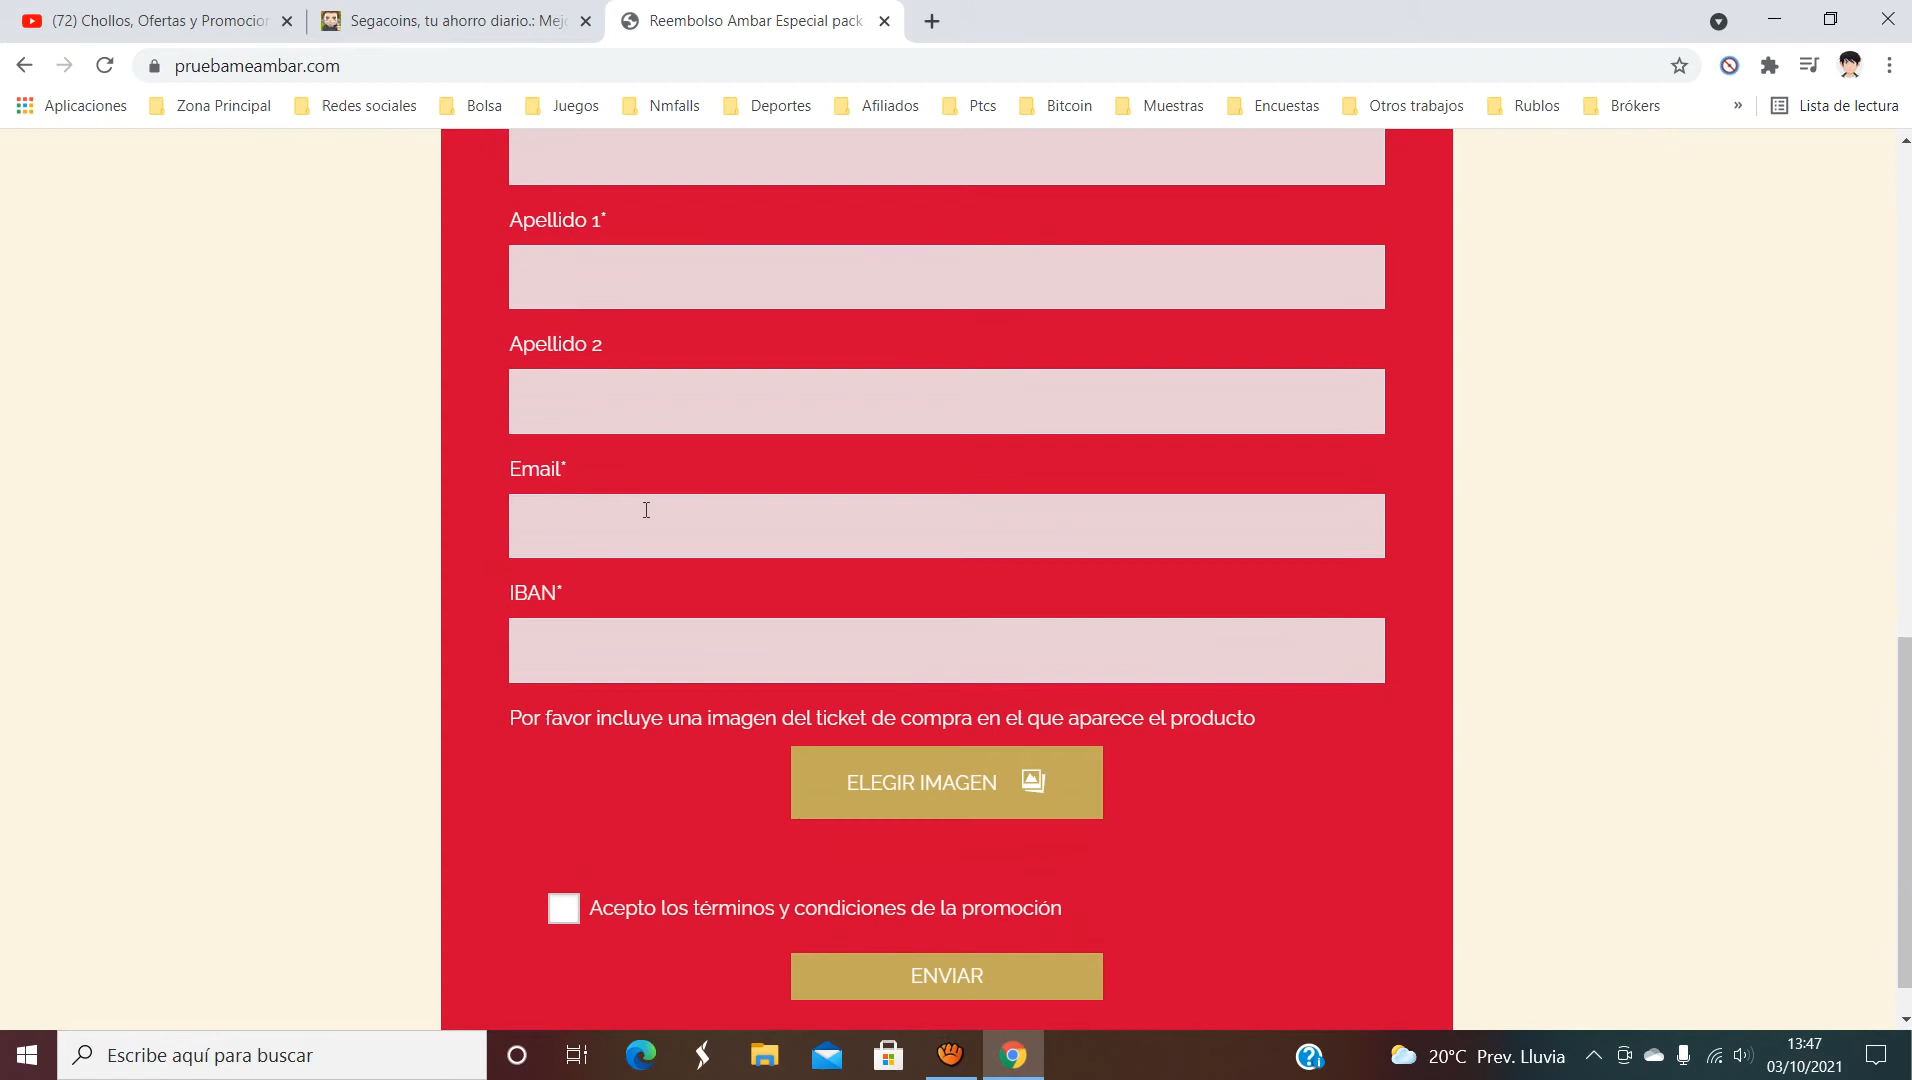 (72) Chollos, Ofertas y Promocion
Segacoins, tu ahorro diario.: Mej
Reembolso Ambar Especial pack
pruebameambar.com
Aplicaciones
Zona Principal
Redes sociales
Bolsa
Juegos
Nmfalls
Deportes
Afiliados
Ptcs
Bitcoin
Muestras
Encuestas
Otros trabajos
Rublos
Brókers
»
Lista de lectura
Apellido 1*
Apellido 2
Email*
IBAN*
Por favor incluye una imagen del ticket de compra en el que aparece el producto
ELEGIR IMAGEN
Acepto los términos y condiciones de la promoción
ENVIAR
Escribe aquí para buscar
20°C Prev. Lluvia
13:47
03/10/2021